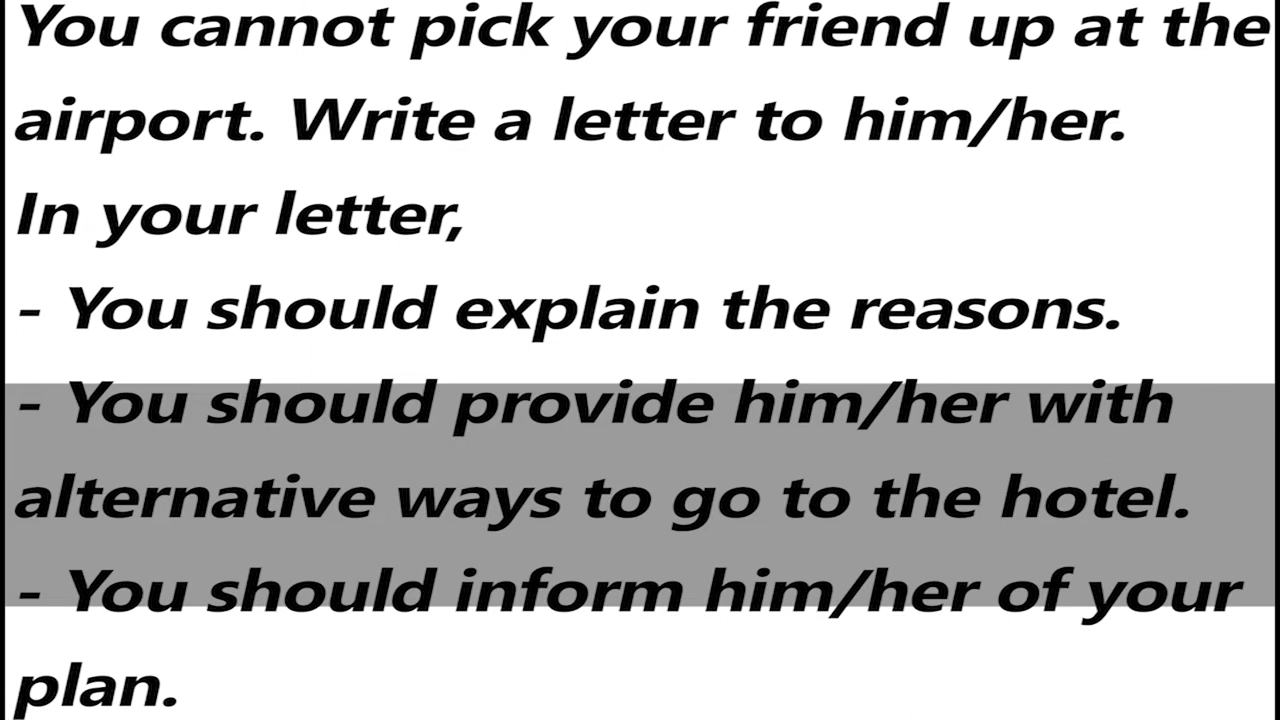 You cannot pick your friend up at the
airport. Write a letter to him/her.
In your letter,
- You should explain the reasons.
- You should provide him/her with
alternative ways to go to the hotel.
- You should inform him/her of your
plan.